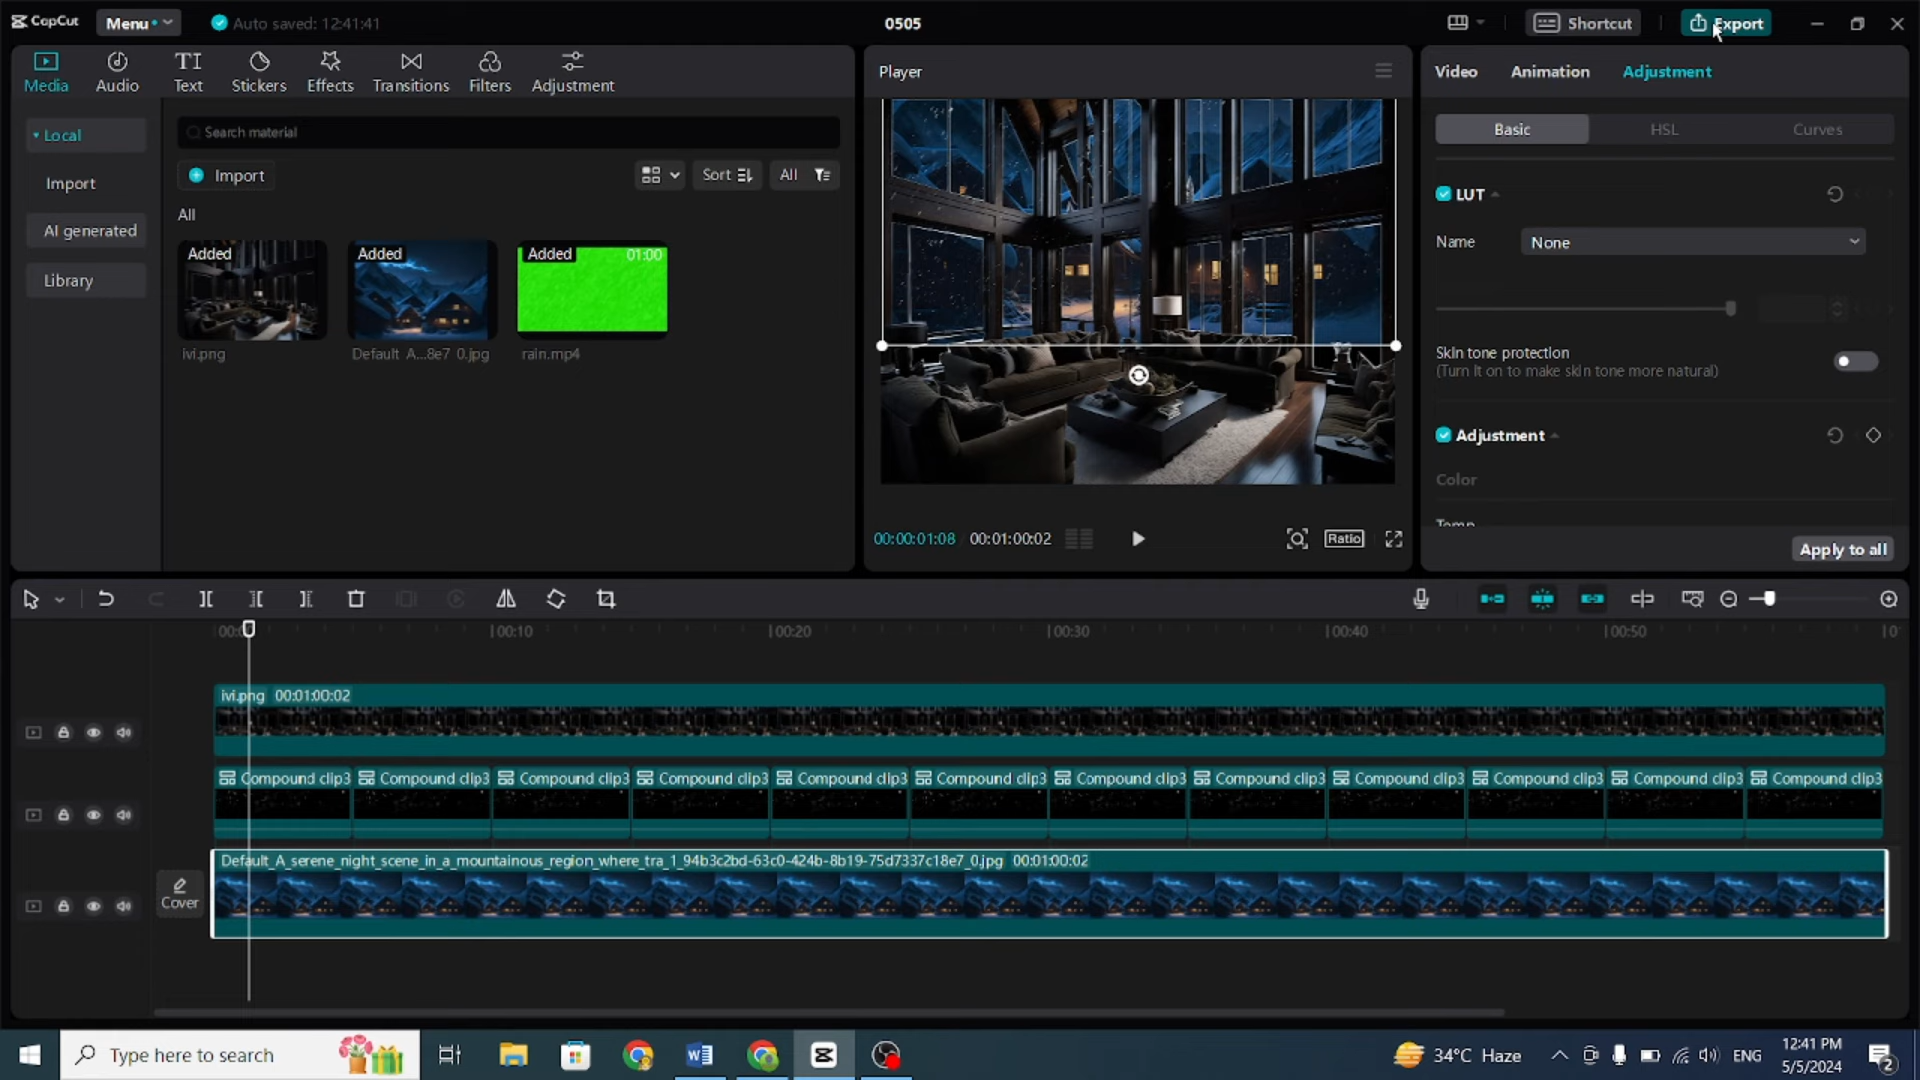 CapCut
Menu
Auto saved: 12:41:41
0505
Shortcut
Export
Media
Audio
TI
Text
Stickers
Effects
Transitions
Filters
Adjustment
Local
Import
AI generated
Library
Search material
Import
Sort
All
All
Added
Added
Added 01:00
ivi.png
Default_A...8e7_0.jpg
rain.mp4
Player
00:00:01:08
00:01:00:02
Ratio
Video
Animation
Adjustment
Basic
HSL
Curves
LUT
Name
None
Skin tone protection
(Turn it on to make skin tone more natural)
Adjustment
Color
Temp
Apply to all
00:10
00:20
00:30
00:40
00:50
ivi.png 00:01:00:02
Compound clip3 Compound clip3 Compound clip3 Compound clip3 Compound clip3 Compound clip3 Compound clip3 Compound clip3 Compound clip3 Compound clip3 Compound clip3 Compound clip3
Default_A_serene_night_scene_in_a_mountainous_region_where_tra_1_94b3c2bd-63c0-424b-8b19-75d7337c18e7_0.jpg 00:01:00:02
Cover
Type here to search
34°C Haze
ENG
12:41 PM
5/5/2024
2